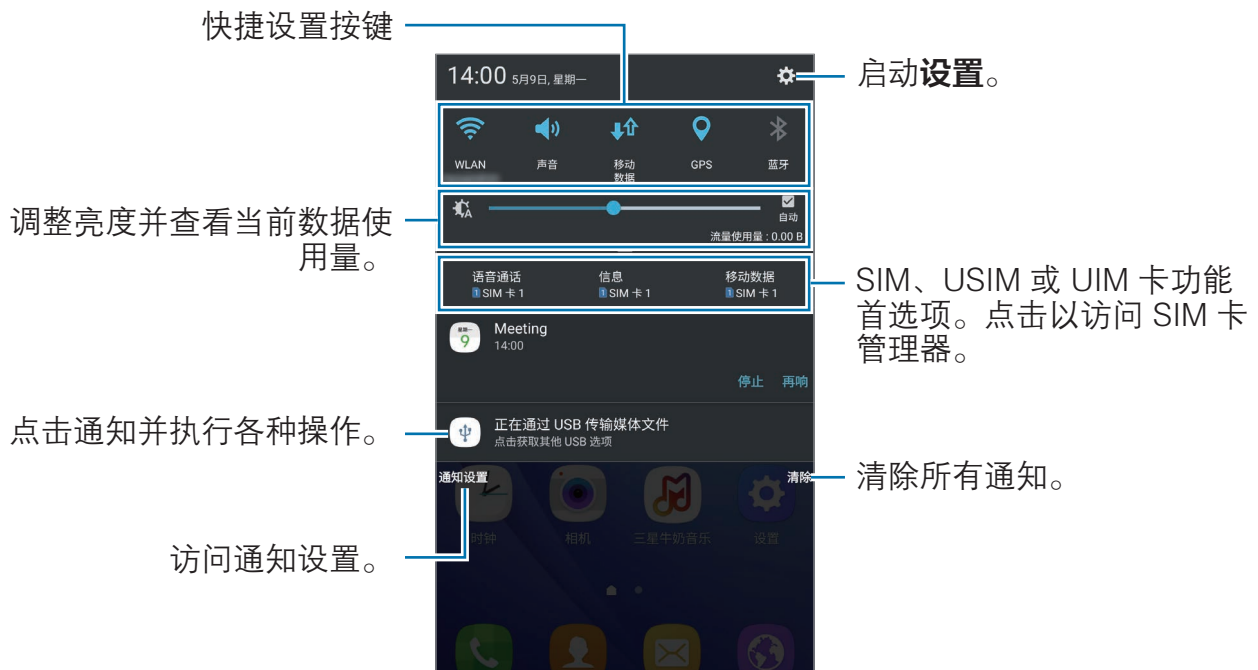 快捷设置按键
14:00 5月9日, 星期一
启动设置。
WLAN
声音
移动
数据
GPS
蓝牙
调整亮度并查看当前数据使
用量。
自动
流量使用量 : 0.00 B
语音通话
1 SIM 卡 1
信息
1 SIM 卡 1
移动数据
1 SIM 卡 1
SIM、USIM 或 UIM 卡功能
首选项。点击以访问 SIM 卡
管理器。
星期一
9
Meeting
14:00
停止 再响
点击通知并执行各种操作。
正在通过 USB 传输媒体文件
点击获取其他 USB 选项
通知设置
清除
清除所有通知。
时钟
相机
三星牛奶音乐
设置
访问通知设置。